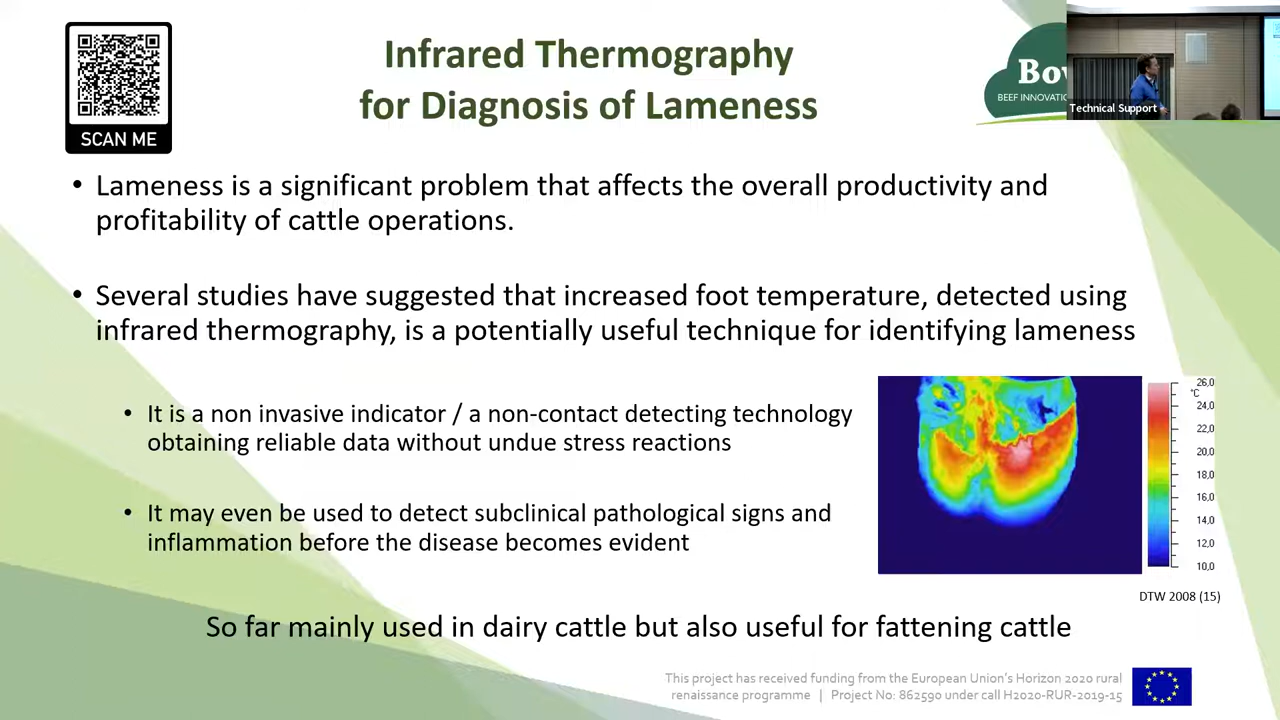 SCAN ME
Infrared Thermography
for Diagnosis of Lameness
BEEF INNOVATIO
Technical Support
• Lameness is a significant problem that affects the overall productivity and
profitability of cattle operations.
• Several studies have suggested that increased foot temperature, detected using
infrared thermography, is a potentially useful technique for identifying lameness
• It is a non invasive indicator / a non-contact detecting technology
obtaining reliable data without undue stress reactions
• It may even be used to detect subclinical pathological signs and
inflammation before the disease becomes evident
26,0
°C
24,0
22,0
20,0
18,0
16,0
14,0
12,0
10,0
DTW 2008 (15)
So far mainly used in dairy cattle but also useful for fattening cattle
This project has received funding from the European Union's Horizon 2020 rural
renaissance programme | Project No: 862590 under call H2020-RUR-2019-15